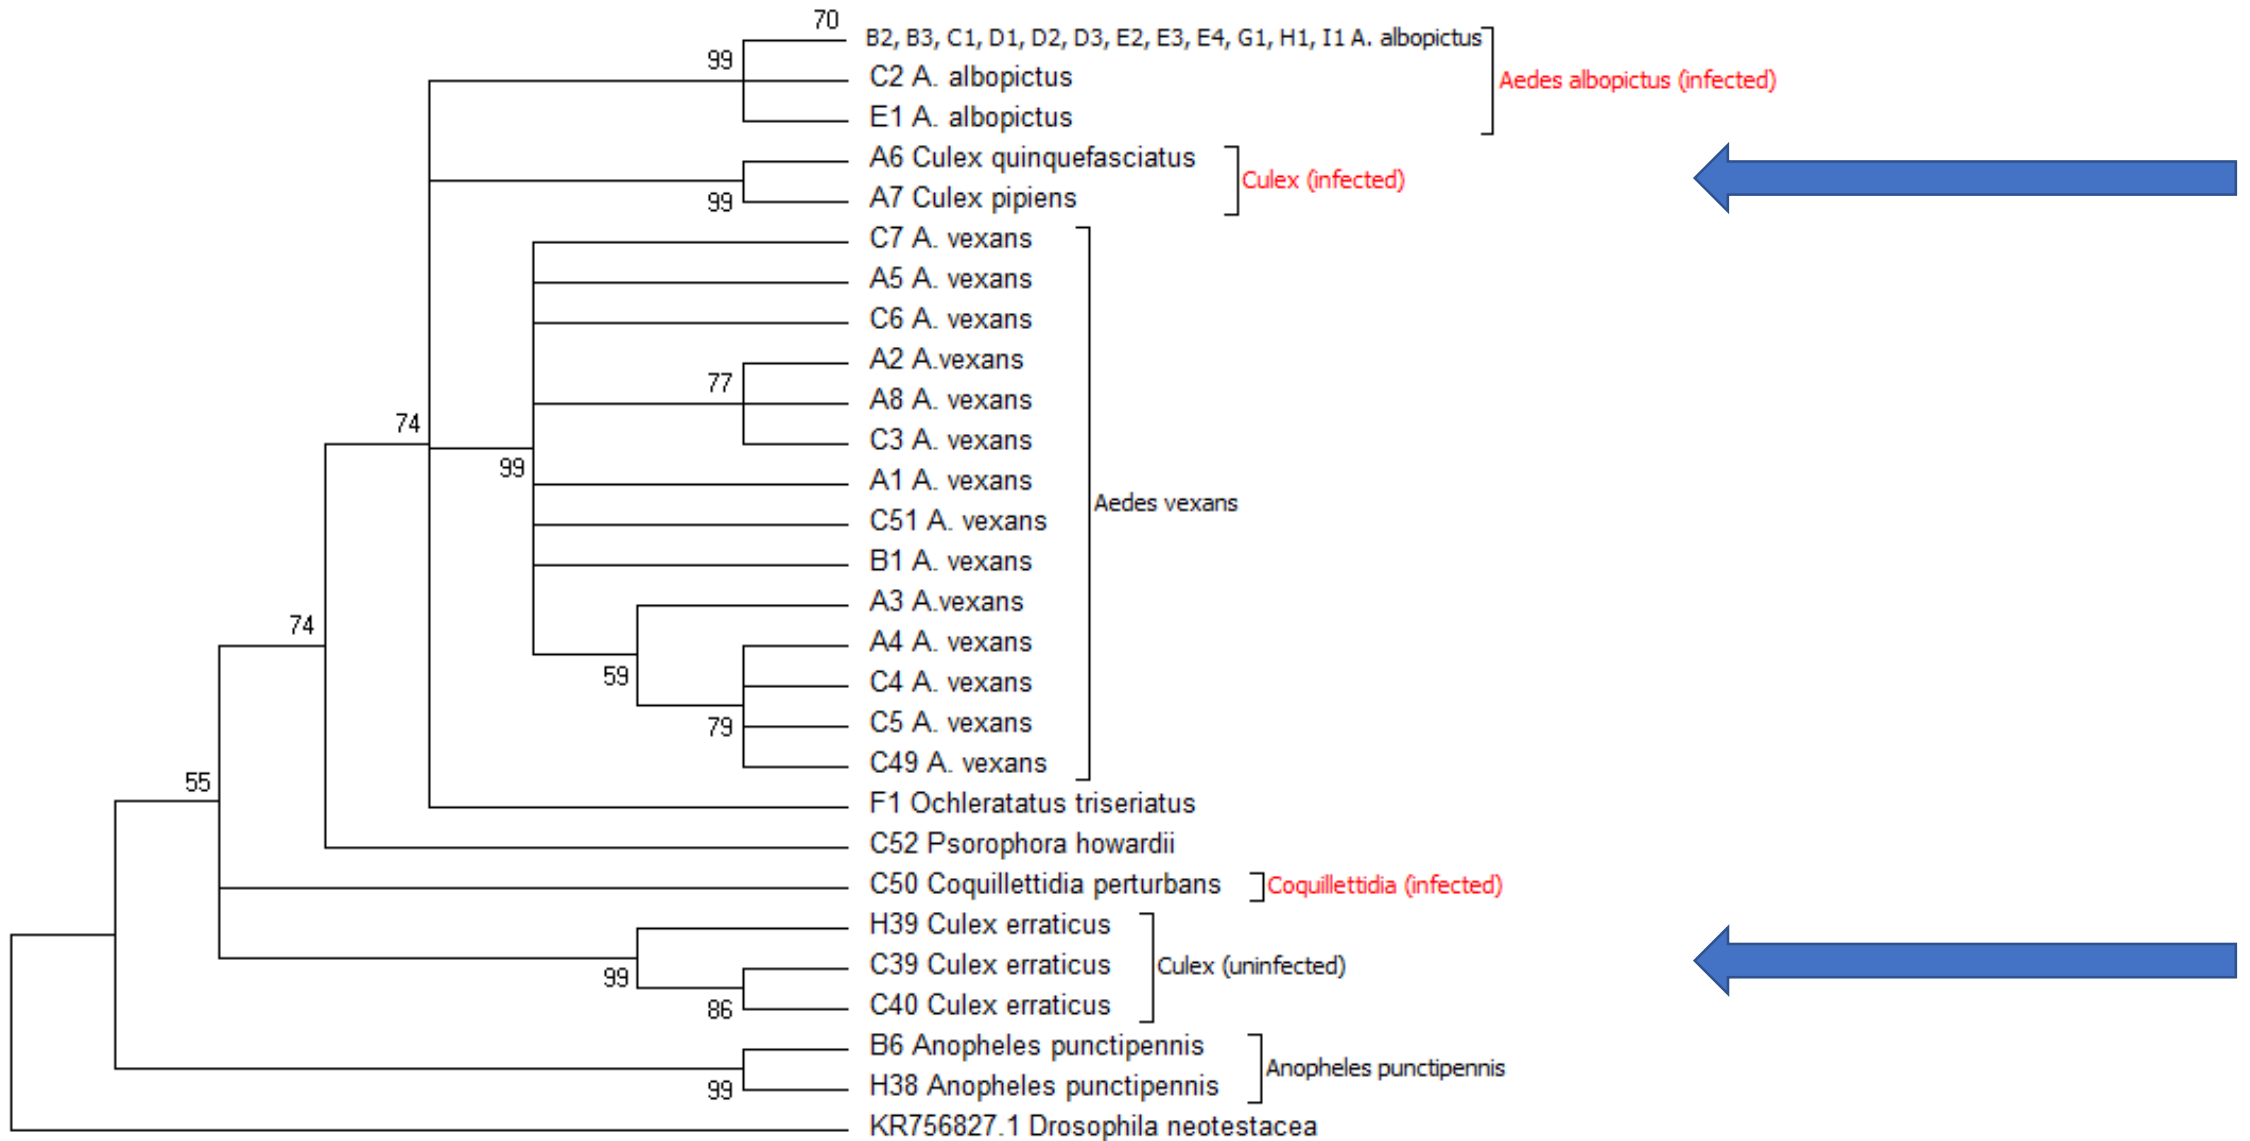 70
B2, B3, C1, D1, D2, D3, E2, E3, E4, G1, H1, I1 A. albopictus
99
C2 A. albopictus
Aedes albopictus (infected)
E1 A. albopictus
A6 Culex quinquefasciatus
Culex (infected)
99
A7 Culex pipiens
C7 A. vexans
A5 A. vexans
C6 A. vexans
A2 A.vexans
77
A8 A. vexans
74
C3 A. vexans
99
A1 A. vexans
Aedes vexans
C51 A. vexans
B1 A. vexans
A3 A.vexans
74
A4 A. vexans
59
C4 A. vexans
C5 A. vexans
79
C49 A. vexans
55
F1 Ochleratatus triseriatus
C52 Psorophora howardii
C50 Coquillettidia perturbans
Coquillettidia (infected)
H39 Culex erraticus
99
C39 Culex erraticus
Culex (uninfected)
86
C40 Culex erraticus
B6 Anopheles punctipennis
Anopheles punctipennis
99
H38 Anopheles punctipennis
KR756827.1 Drosophila neotestacea